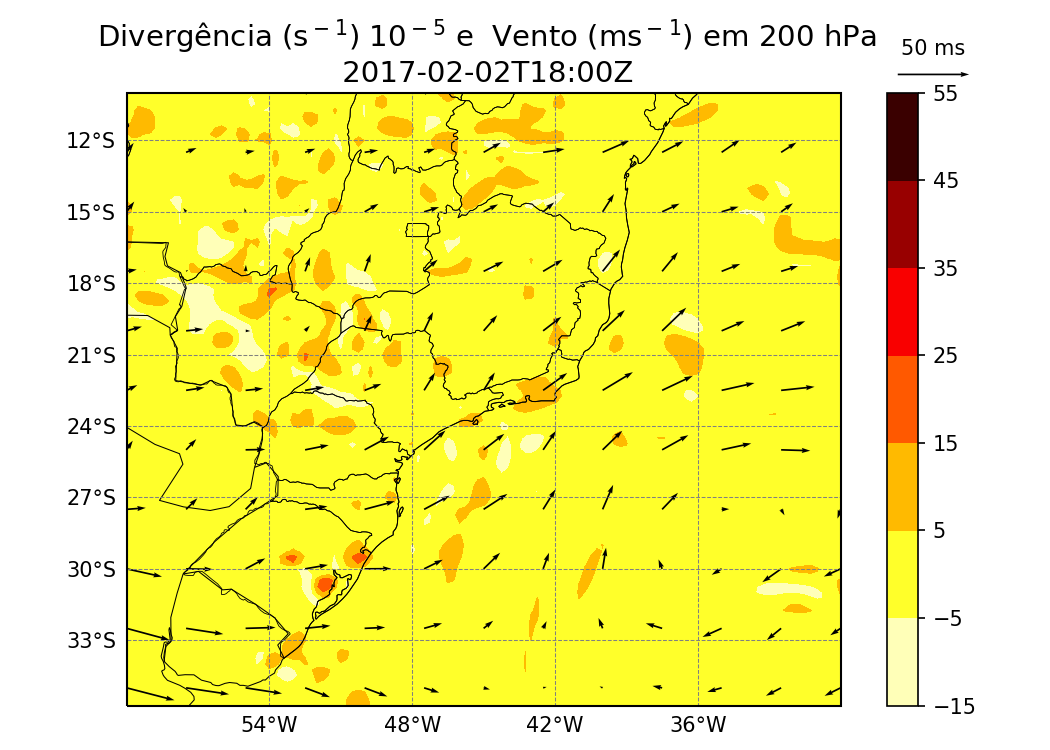 Divergência (s⁻¹) 10⁻⁵ e  Vento (ms⁻¹) em 200 hPa
2017-02-02T18:00Z
50 ms
12°S
15°S
18°S
21°S
24°S
27°S
30°S
33°S
54°W
48°W
42°W
36°W
55
45
35
25
15
5
−5
−15